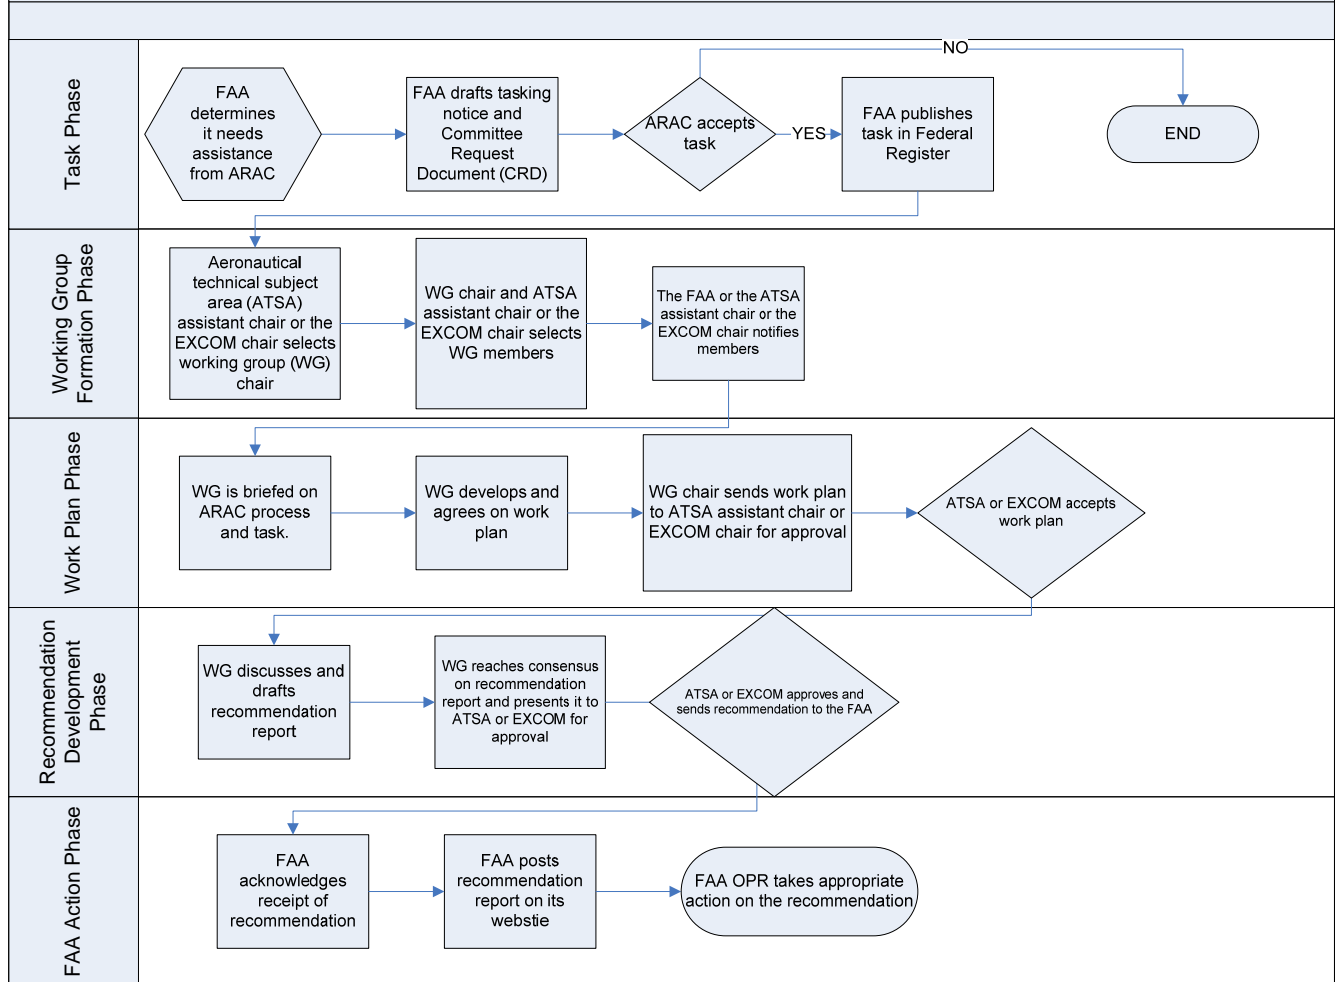 Task Phase
FAA
determines
it needs
assistance
from ARAC
FAA drafts tasking
notice and
Committee
Request
Document (CRD)
ARAC accepts
task
NO
YES
FAA publishes
task in Federal
Register
END
Working Group
Formation Phase
Aeronautical
technical subject
area (ATSA)
assistant chair or the
EXCOM chair selects
working group (WG)
chair
WG chair and ATSA
assistant chair or the
EXCOM chair selects
WG members
The FAA or the ATSA
assistant chair or the
EXCOM chair notifies
members
Work Plan Phase
WG is briefed on
ARAC process
and task.
WG develops and
agrees on work
plan
WG chair sends work plan
to ATSA assistant chair or
EXCOM chair for approval
ATSA or EXCOM accepts
work plan
Recommendation
Development
Phase
WG discusses and
drafts
recommendation
report
WG reaches consensus
on recommendation
report and presents it to
ATSA or EXCOM for
approval
ATSA or EXCOM approves and
sends recommendation to the FAA
FAA Action Phase
FAA
acknowledges
receipt of
recommendation
FAA posts
recommendation
report on its
webstie
FAA OPR takes appropriate
action on the recommendation